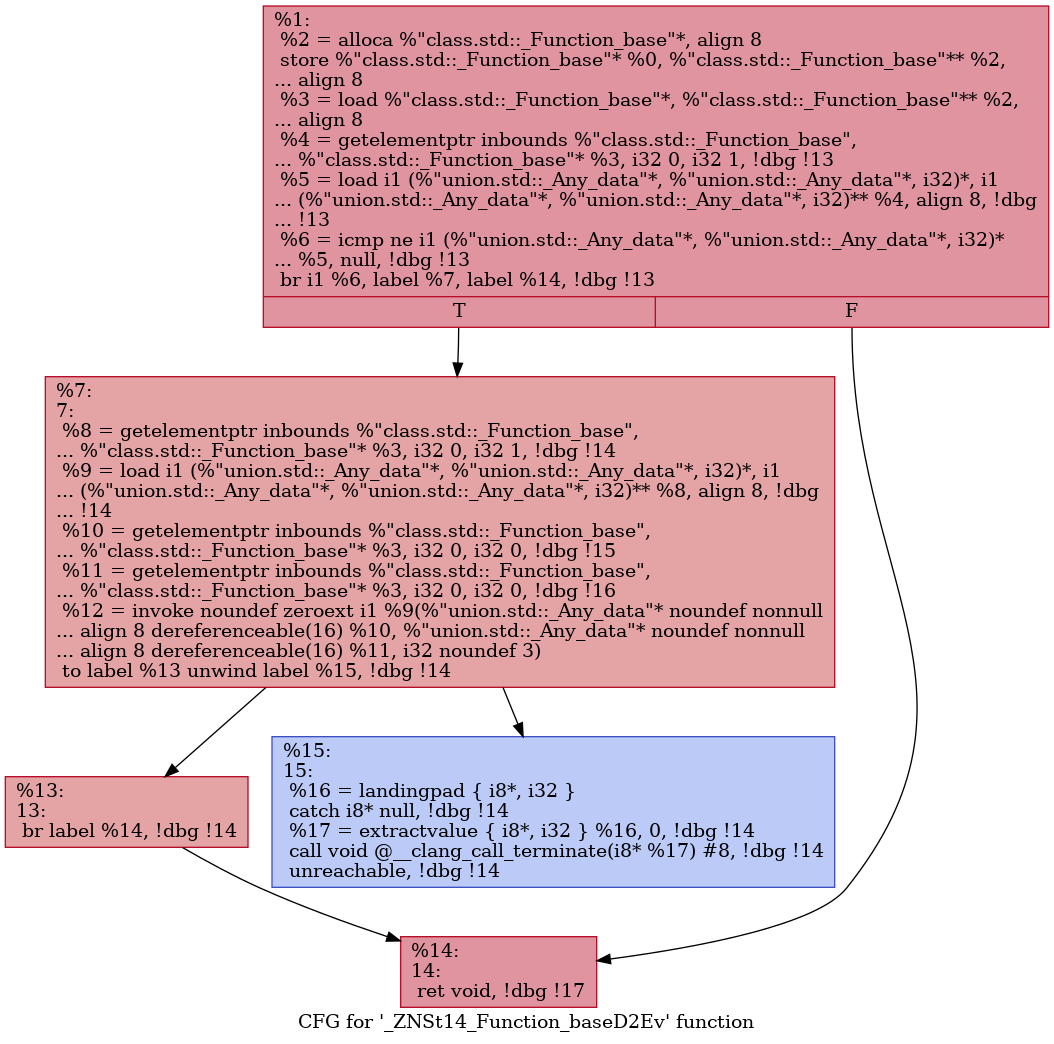 %1:
%2 = alloca %"class.std::_Function_base"*, align 8
store %"class.std::_Function_base"* %0, %"class.std::_Function_base"** %2,
... align 8
%3 = load %"class.std::_Function_base"*, %"class.std::_Function_base"** %2,
... align 8
%4 = getelementptr inbounds %"class.std::_Function_base",
... %"class.std::_Function_base"* %3, i32 0, i32 1, !dbg !13
%5 = load i1 (%"union.std::_Any_data"*, %"union.std::_Any_data"*, i32)*, i1
... (%"union.std::_Any_data"*, %"union.std::_Any_data"*, i32)** %4, align 8, !dbg
... !13
%6 = icmp ne i1 (%"union.std::_Any_data"*, %"union.std::_Any_data"*, i32)*
... %5, null, !dbg !13
br i1 %6, label %7, label %14, !dbg !13
T F
%7:
7:
%8 = getelementptr inbounds %"class.std::_Function_base",
... %"class.std::_Function_base"* %3, i32 0, i32 1, !dbg !14
%9 = load i1 (%"union.std::_Any_data"*, %"union.std::_Any_data"*, i32)*, i1
... (%"union.std::_Any_data"*, %"union.std::_Any_data"*, i32)** %8, align 8, !dbg
... !14
%10 = getelementptr inbounds %"class.std::_Function_base",
... %"class.std::_Function_base"* %3, i32 0, i32 0, !dbg !15
%11 = getelementptr inbounds %"class.std::_Function_base",
... %"class.std::_Function_base"* %3, i32 0, i32 0, !dbg !16
%12 = invoke noundef zeroext i1 %9(%"union.std::_Any_data"* noundef nonnull
... align 8 dereferenceable(16) %10, %"union.std::_Any_data"* noundef nonnull
... align 8 dereferenceable(16) %11, i32 noundef 3)
to label %13 unwind label %15, !dbg !14
%13:
13:
br label %14, !dbg !14
%15:
15:
%16 = landingpad { i8*, i32 }
catch i8* null, !dbg !14
%17 = extractvalue { i8*, i32 } %16, 0, !dbg !14
call void @__clang_call_terminate(i8* %17) #8, !dbg !14
unreachable, !dbg !14
%14:
14:
ret void, !dbg !17
CFG for '_ZNSt14_Function_baseD2Ev' function